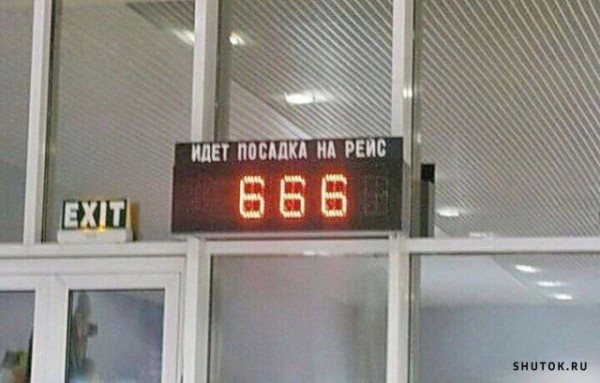 ИДЕТ ПОСАДКА НА РЕЙС
666
EXIT
SHUTOK.RU